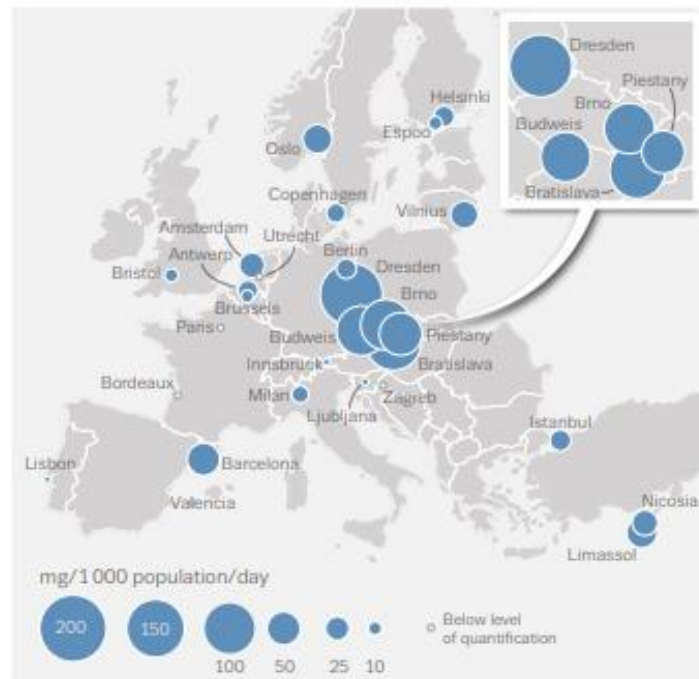 Dresden
Piestany
Brno
Budweis
Bratislava
Helsinki
Espoo
Oslo
Copenhagen
Vilnius
Amsterdam
Utrecht
Antwerp
Berlin
Dresden
Bristol
Brno
Brussels
Paris
Budweis
Piestany
Innsbruck
Bratislava
Bordeaux
Milan
Zagreb
Ljubljana
Istanbul
Lisbon
Barcelona
Nicosia
Valencia
Limassol
mg/1 000 population/day
200
150
100
50
25
10
Below level
of quantification